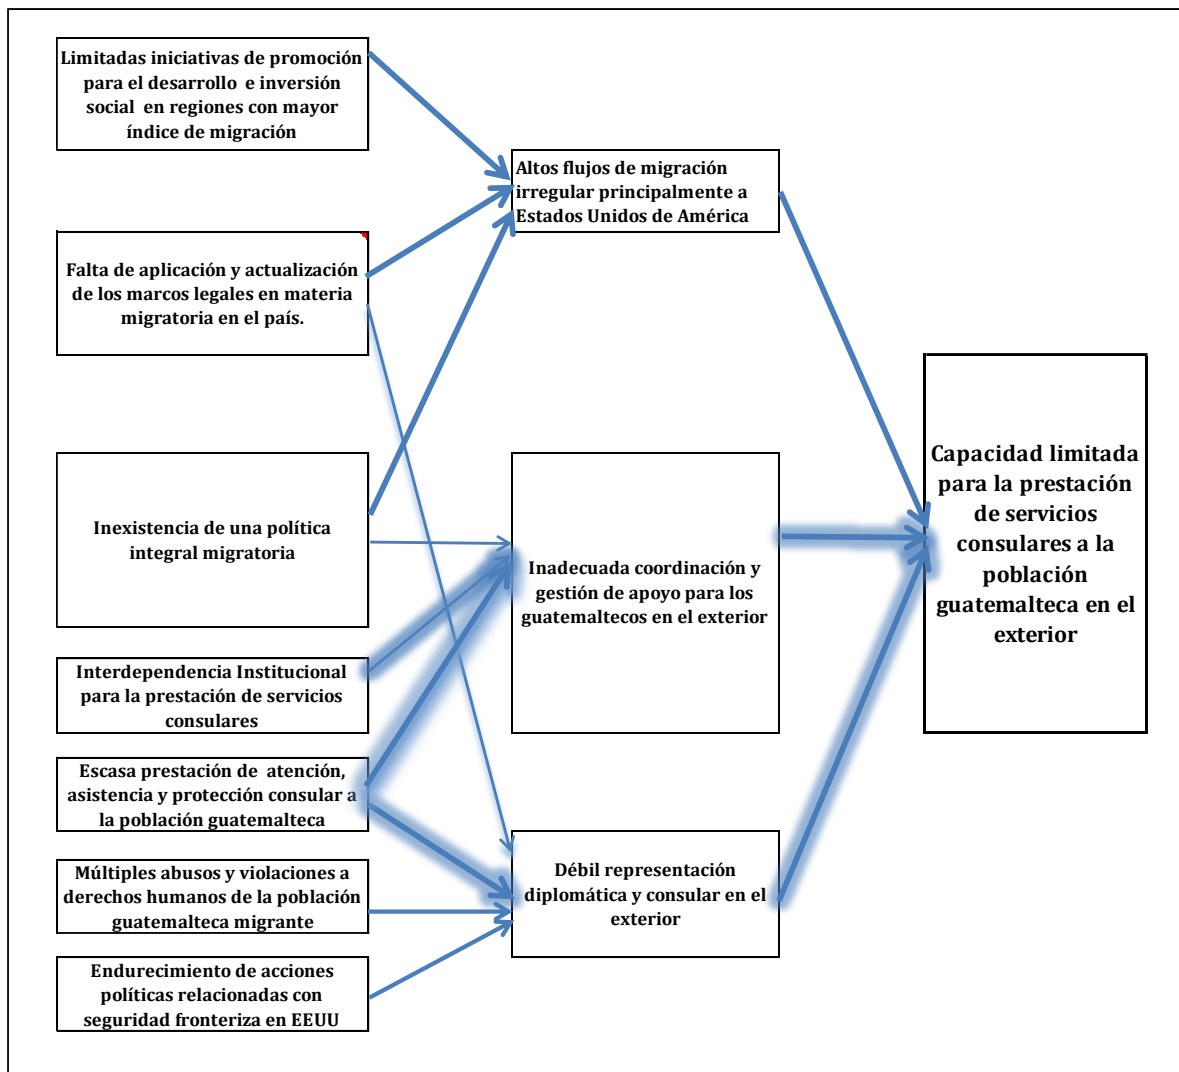 Limitadas iniciativas de promoción
para el desarrollo e inversión
social en regiones con mayor
índice de migración
Falta de aplicación y actualización
de los marcos legales en materia
migratoria en el país.
Inexistencia de una política
integral migratoria
Interdependencia Institucional
para la prestación de servicios
consulares
Escasa prestación de atención,
asistencia y protección consular a
la población guatemalteca
Múltiples abusos y violaciones a
derechos humanos de la población
guatemalteca migrante
Endurecimiento de acciones
políticas relacionadas con
seguridad fronteriza en EEUU
Altos flujos de migración
irregular principalmente a
Estados Unidos de América
Inadecuada coordinación y
gestión de apoyo para los
guatemaltecos en el exterior
Débil representación
diplomática y consular en el
exterior
Capacidad limitada
para la prestación
de servicios
consulares a la
población
guatemalteca en el
exterior